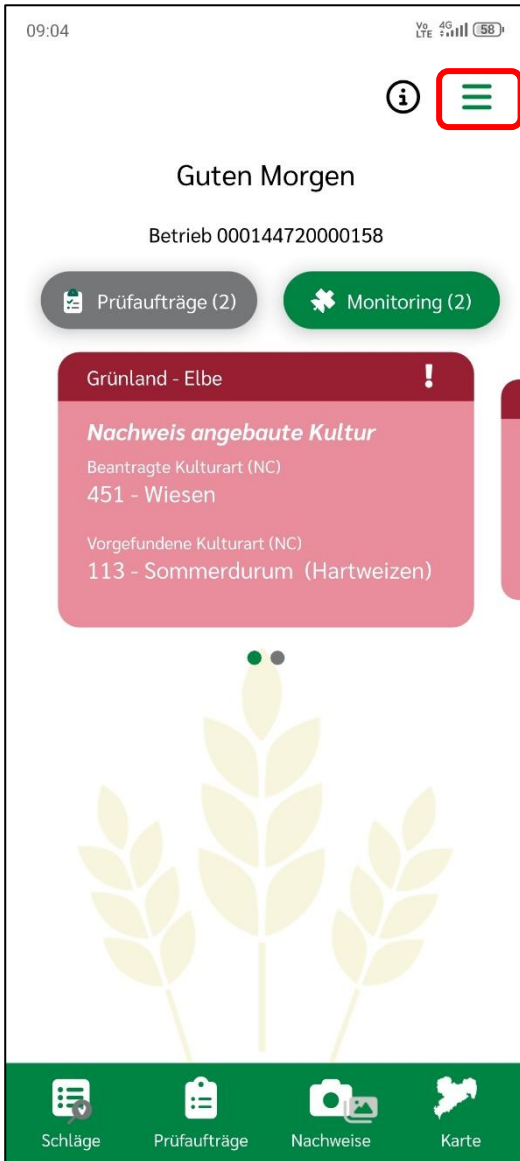 09:04
Vo LTE 4G 58
Guten Morgen
Betrieb 000144720000158
Prüfaufträge (2)
Monitoring (2)
Grünland - Elbe
!
Nachweis angebaute Kultur
Beantragte Kulturart (NC)
451 - Wiesen
Vorgefundene Kulturart (NC)
113 - Sommerdurum (Hartweizen)
Schläge
Prüfaufträge
Nachweise
Karte